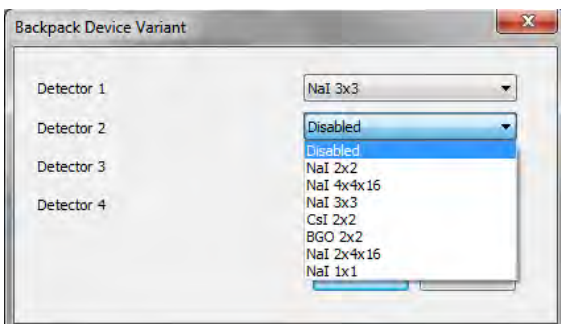 Backpack Device Variant
Detector 1
NaI 3x3
Detector 2
Disabled
Disabled
NaI 2x2
Detector 3
NaI 4x4x16
NaI 3x3
Detector 4
CsI 2x2
BGO 2x2
NaI 2x4x16
NaI 1x1